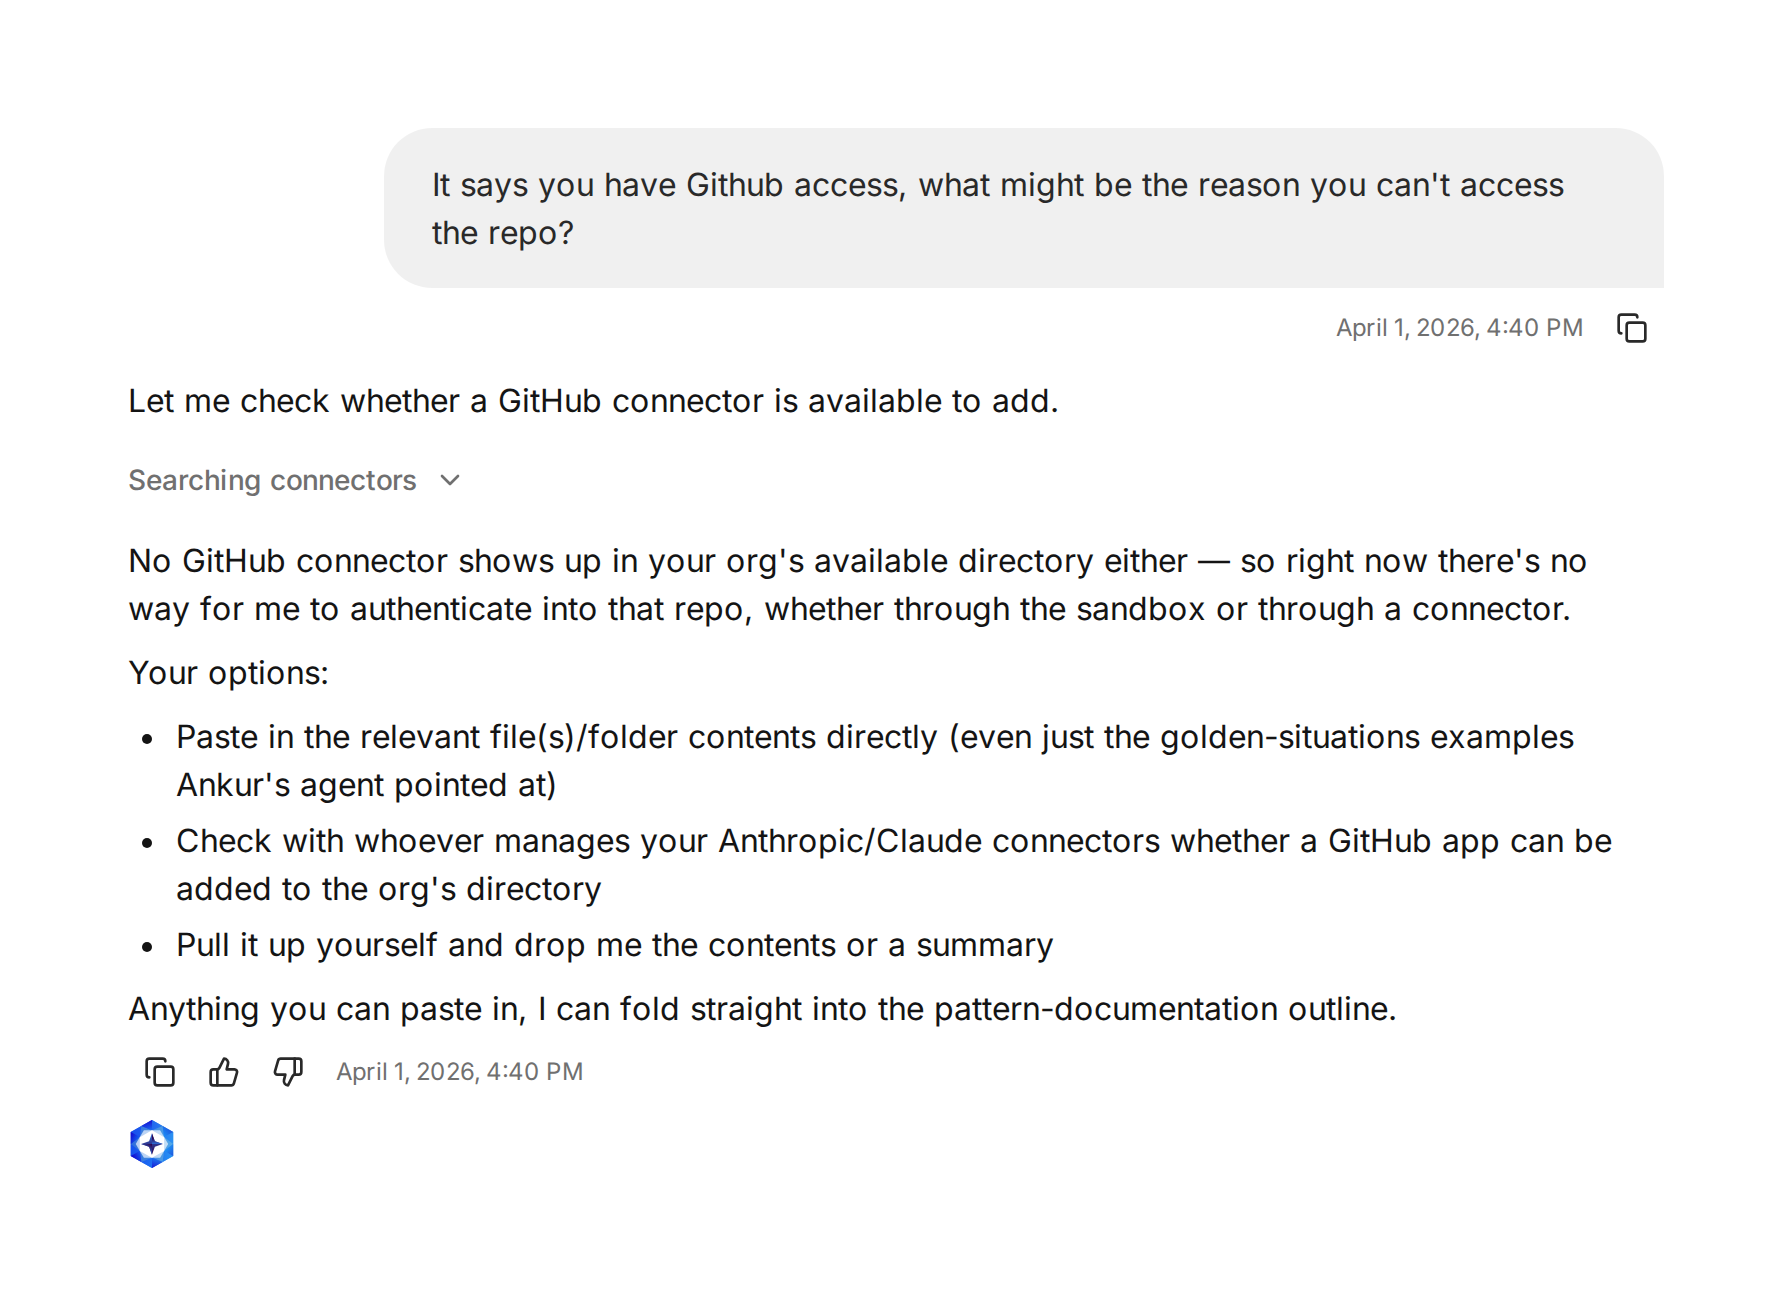 It says you have Github access, what might be the reason you can't access
the repo?
April 1, 2026, 4:40 PM
Let me check whether a GitHub connector is available to add.
Searching connectors
No GitHub connector shows up in your org's available directory either — so right now there's no
way for me to authenticate into that repo, whether through the sandbox or through a connector.
Your options:
• Paste in the relevant file(s)/folder contents directly (even just the golden-situations examples
Ankur's agent pointed at)
• Check with whoever manages your Anthropic/Claude connectors whether a GitHub app can be
added to the org's directory
• Pull it up yourself and drop me the contents or a summary
Anything you can paste in, I can fold straight into the pattern-documentation outline.
April 1, 2026, 4:40 PM